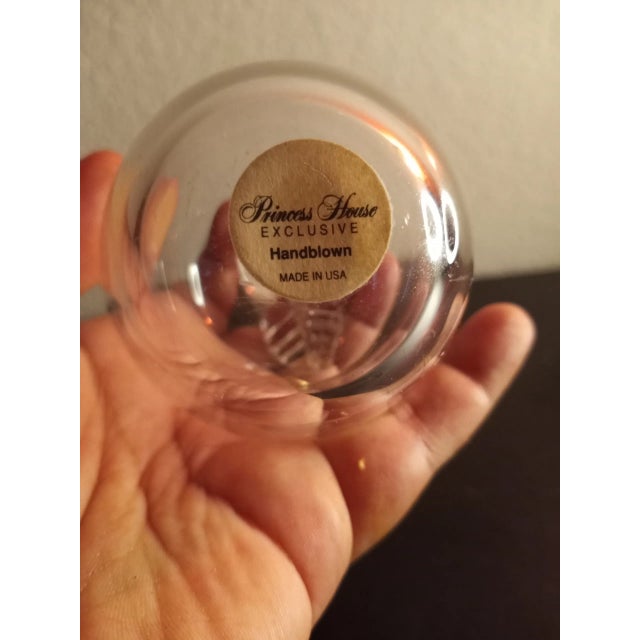 Princess House
EXCLUSIVE
Handblown
MADE IN USA